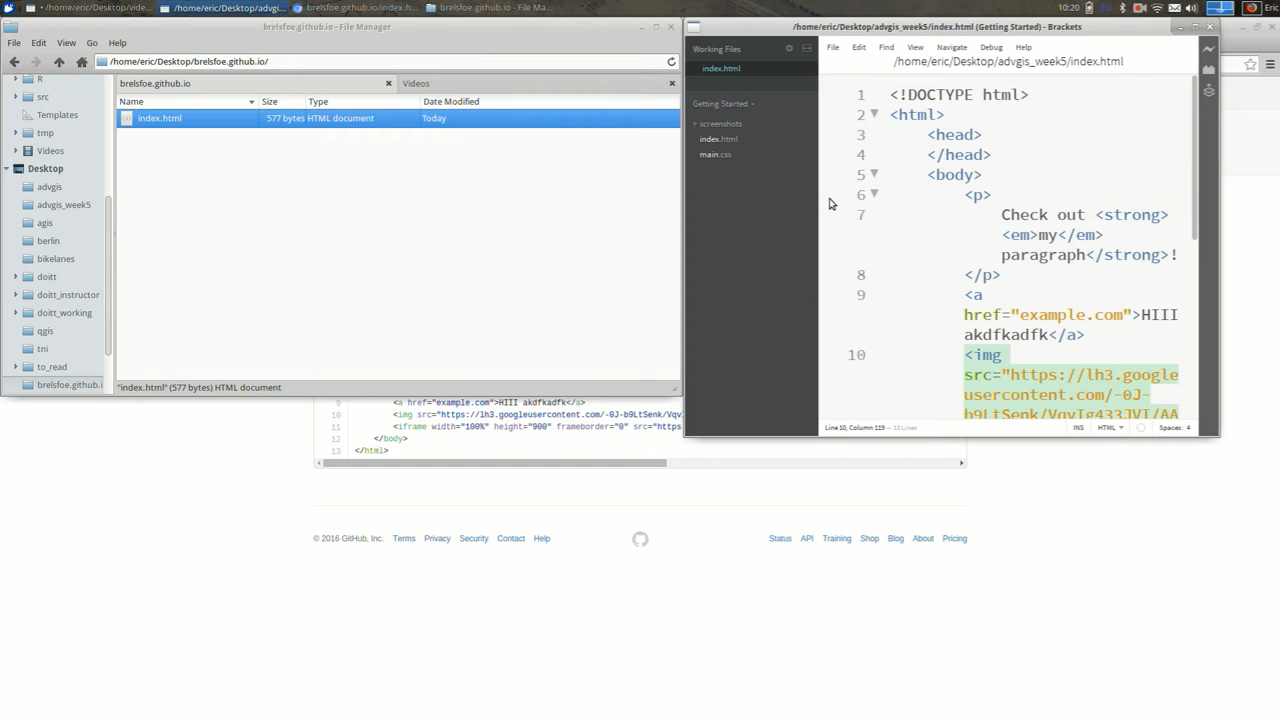 /home/eric/Desktop/vide...
/home/eric/Desktop/advgi...
brelsfoe.github.io/index.h...
brelsfoe.github.io - File Ma...
10:20
Eric
brelsfoe.github.io - File Manager
File Edit View Go Help
/home/eric/Desktop/brelsfoe.github.io/
brelsfoe.github.io
Videos
Name Size Type Date Modified
index.html 577 bytes HTML document Today
R
src
Templates
tmp
Videos
Desktop
advgis
advgis_week5
agis
berlin
bikelanes
doitt
doitt_instructor
doitt_working
qgis
tni
to_read
brelsfoe.github.i
"index.html" (577 bytes) HTML document
/home/eric/Desktop/advgis_week5/index.html (Getting Started) - Brackets
Working Files
index.html
Getting Started
screenshots
index.html
main.css
File Edit Find View Navigate Debug Help
/home/eric/Desktop/advgis_week5/index.html
1 <!DOCTYPE html>
2 <html>
3 <head>
4 </head>
5 <body>
6 <p>
7 Check out <strong>
<em>my</em>
paragraph</strong>!
8 </p>
9 <a
href="example.com">HIII
akdfkadfk</a>
10 <img
src="https://lh3.google
usercontent.com/-0J-
b9LtSenk/VqvIg433JVI/AA
Line 10, Column 119 — 13 Lines
INS HTML Spaces: 4
9 <a href="example.com">HIII akdfkadfk</a>
10 <img src="https://lh3.googleusercontent.com/-0J-b9LtSenk/Vqv
11 <iframe width="100%" height="900" frameborder="0" src="https
12 </body>
13 </html>
© 2016 GitHub, Inc. Terms Privacy Security Contact Help
Status API Training Shop Blog About Pricing